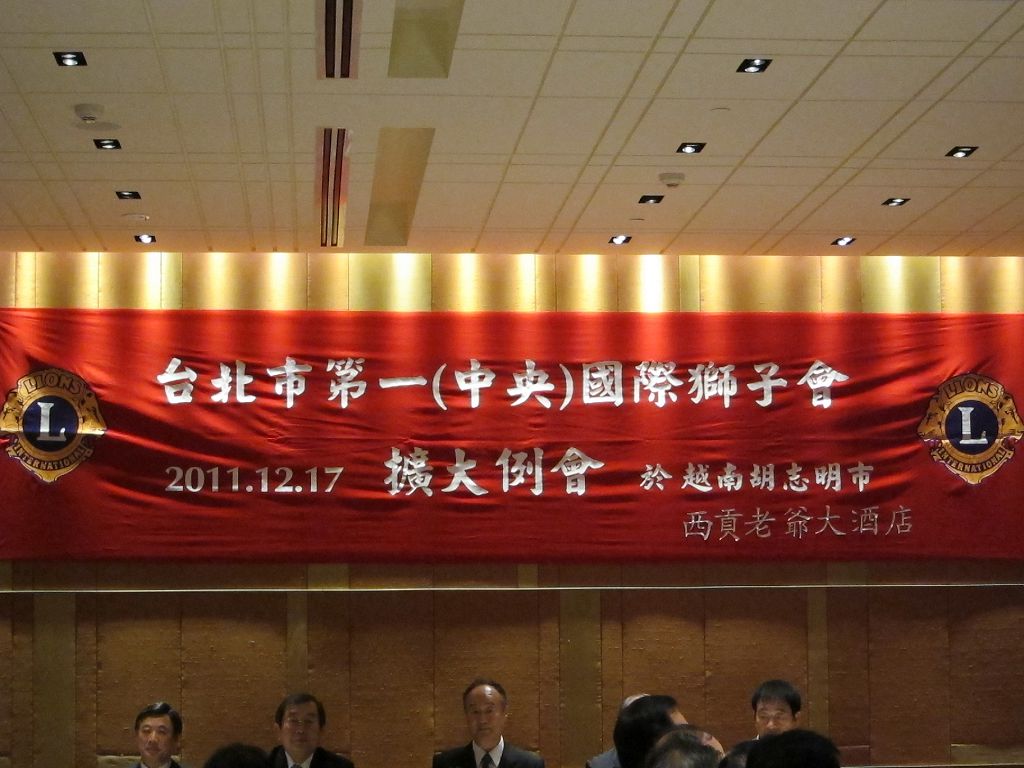 台北市第一(中央)國際獅子會
2011.12.17 擴大例會 於越南胡志明市
西貢老爺大酒店
LIONS
L
INTERNATIONAL
LIONS
L
INTERNATIONAL